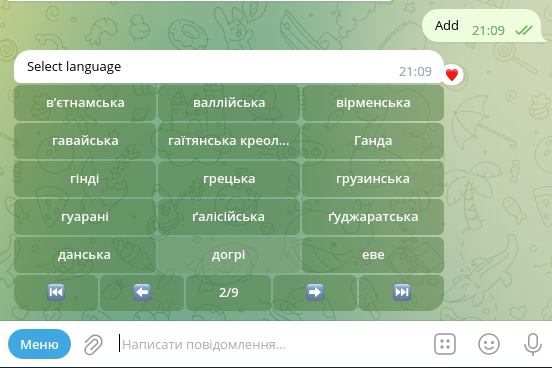 Add 21:09
Select language
21:09
в'єтнамська валлійська вірменська
гавайська гаїтянська креол... Ганда
гінді грецька грузинська
гуарані ґалісійська ґуджаратська
данська догрі еве
2/9
Меню Написати повідомлення...